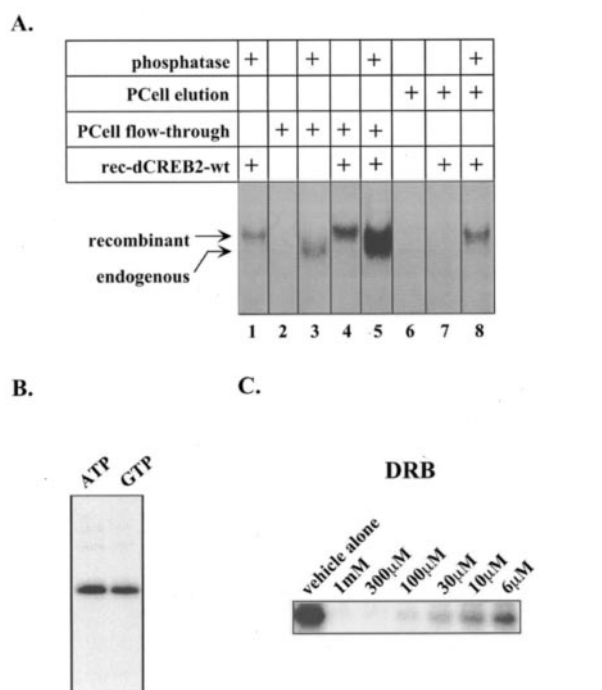 A.
phosphatase + + + +
PCell elution + + +
PCell flow-through + + + +
rec-dCREB2-wt + + + + +
recombinant
endogenous
1 2 3 4 5 6 7 8
B.
C.
ATP GTP
DRB
vehicle alone 1mM 300μM 100μM 30μM 10μM 6μM